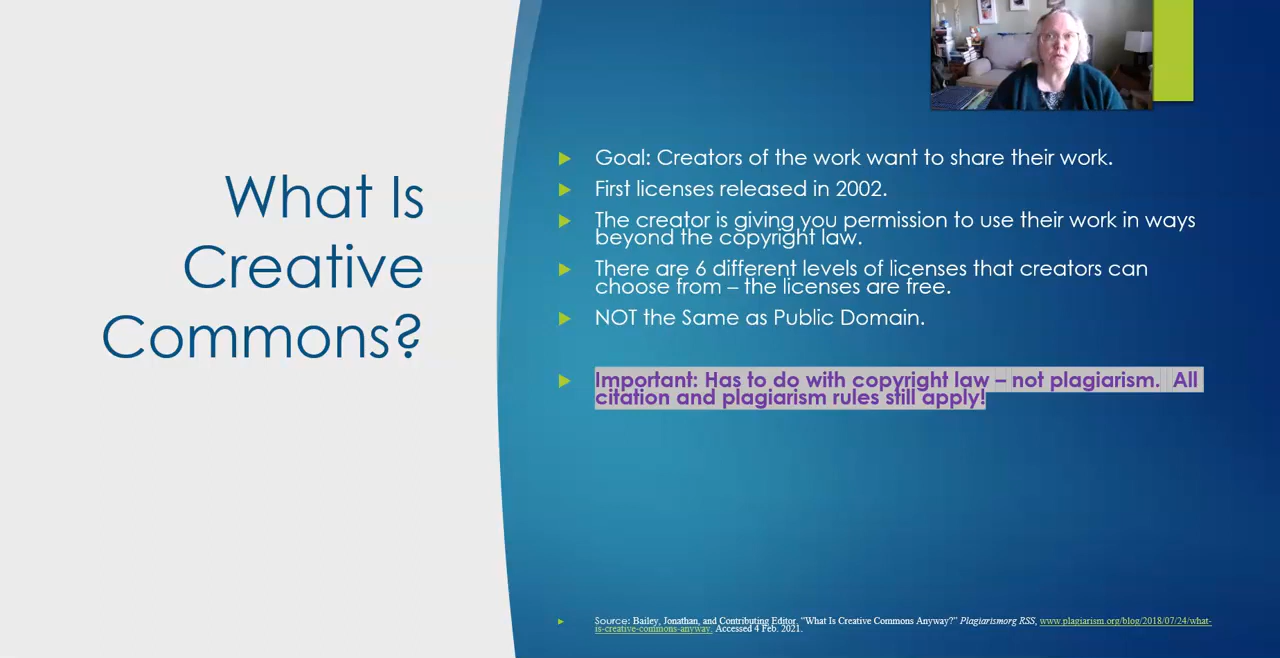 What Is
Creative
Commons?
Goal: Creators of the work want to share their work.
First licenses released in 2002.
The creator is giving you permission to use their work in ways
beyond the copyright law.
There are 6 different levels of licenses that creators can
choose from – the licenses are free.
NOT the Same as Public Domain.
Important: Has to do with copyright law – not plagiarism.  All
citation and plagiarism rules still apply!
Source: Bailey, Jonathan, and Contributing Editor. "What Is Creative Commons Anyway?" Plagiarismorg RSS, www.plagiarism.org/blog/2018/07/24/what-
is-creative-commons-anyway. Accessed 4 Feb. 2021.